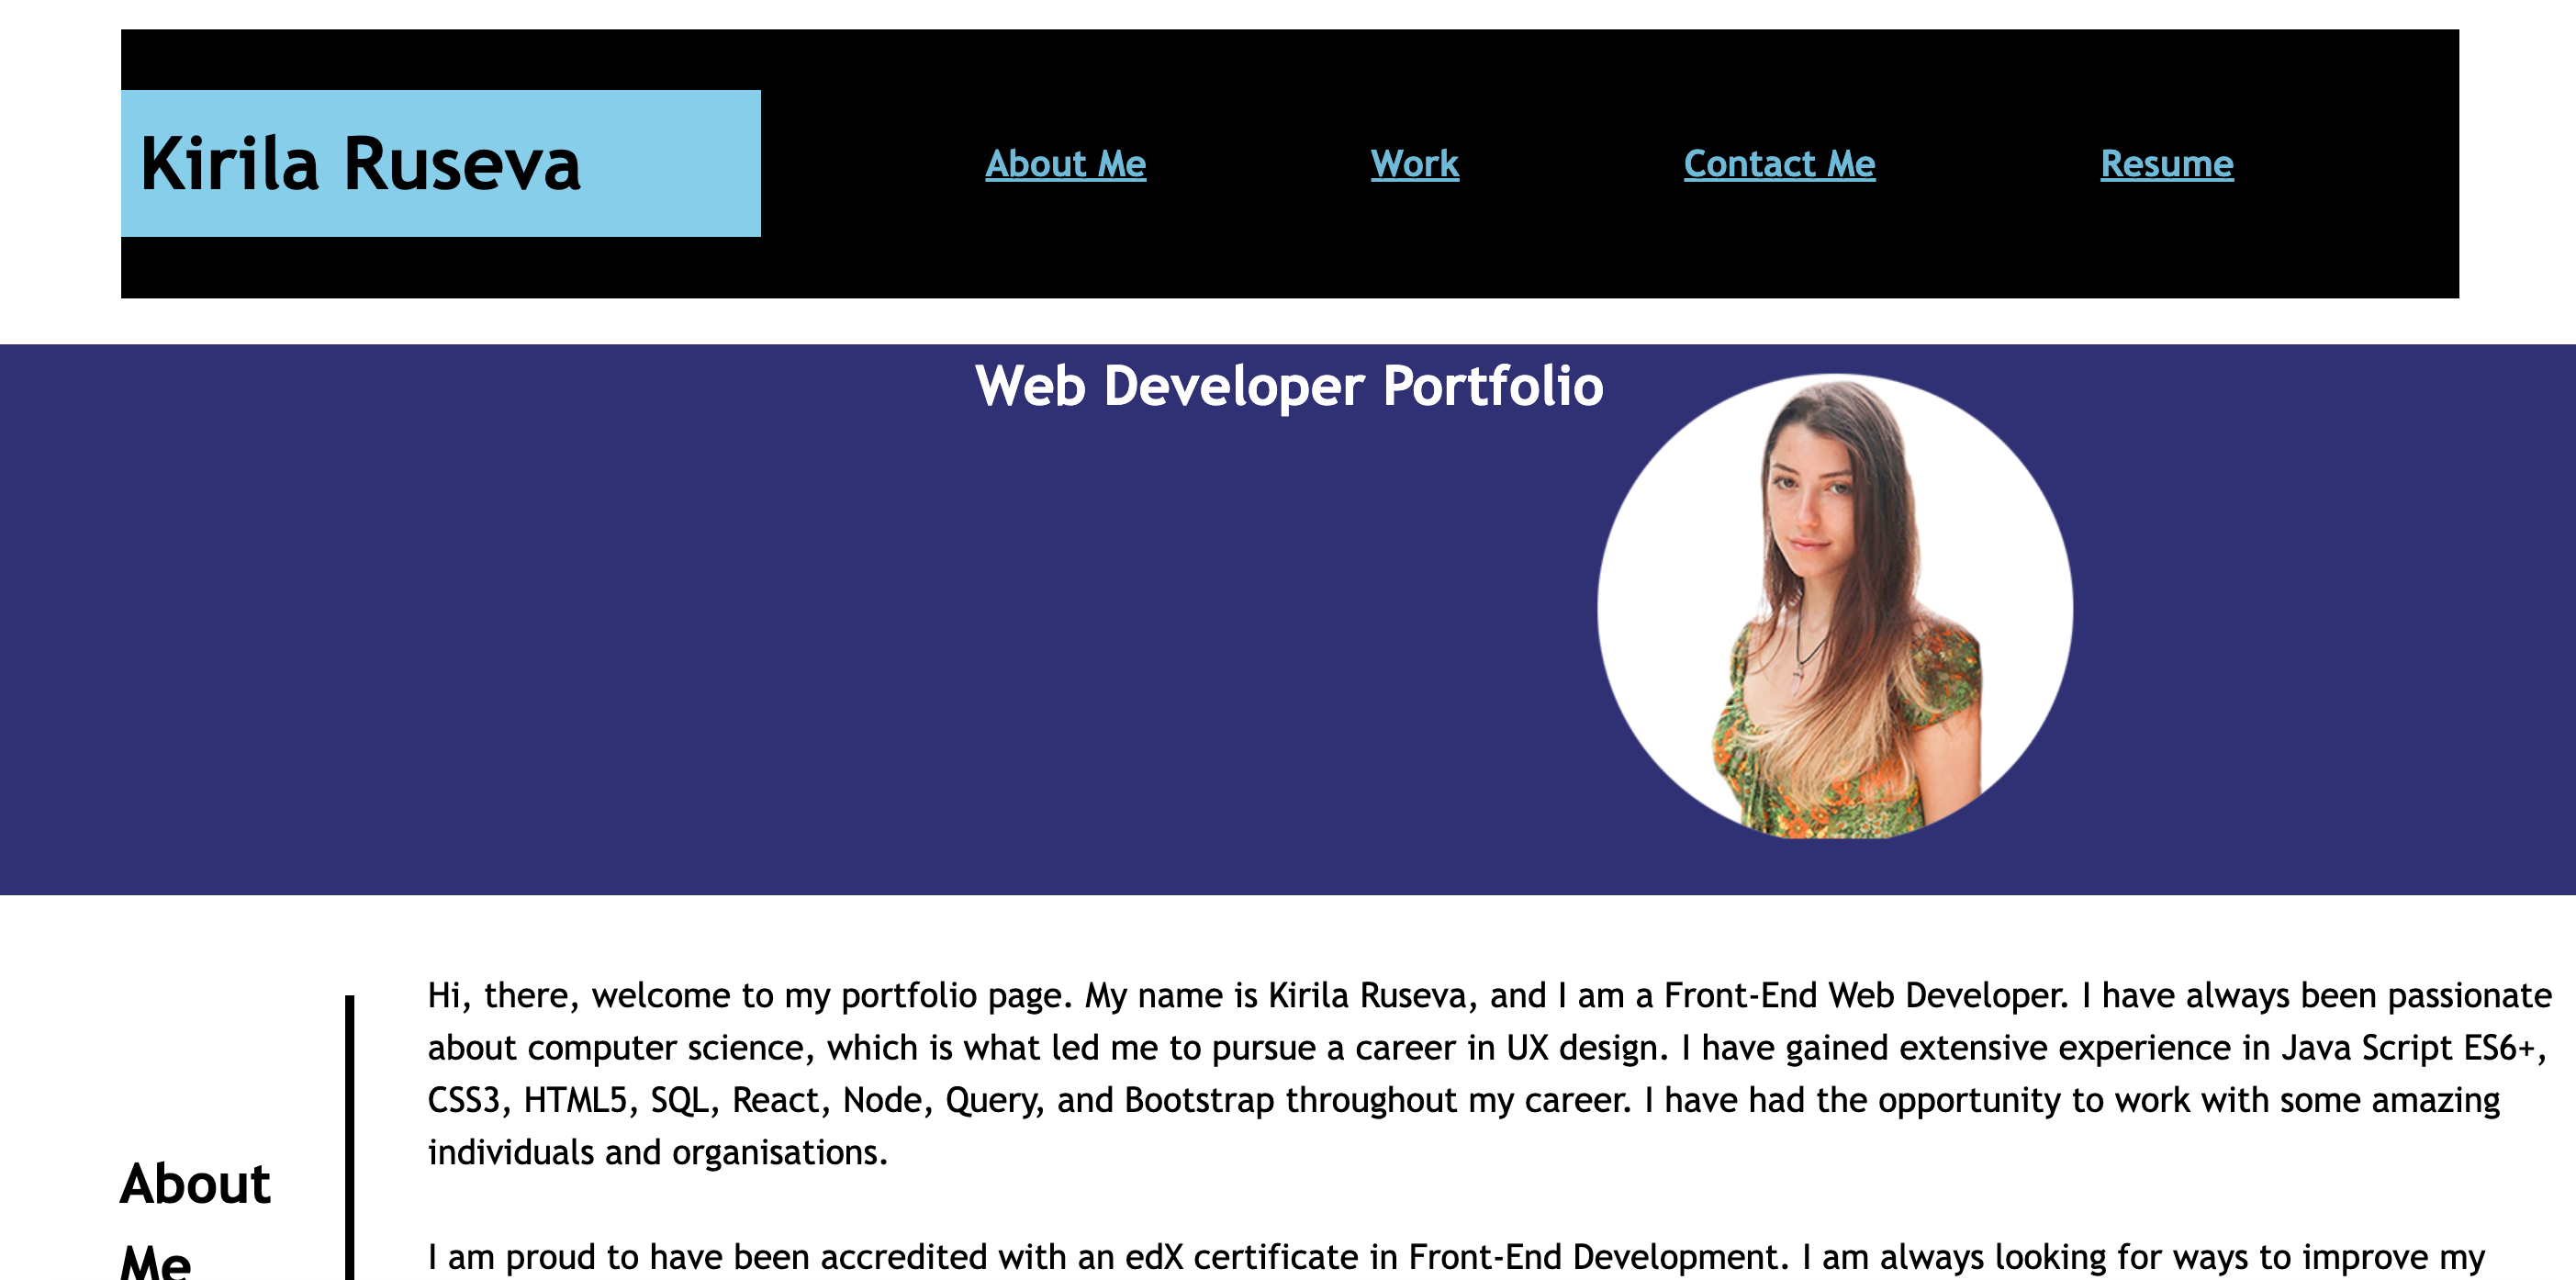 Kirila Ruseva
About Me
Work
Contact Me
Resume
Web Developer Portfolio
Hi, there, welcome to my portfolio page. My name is Kirila Ruseva, and I am a Front-End Web Developer. I have always been passionate
about computer science, which is what led me to pursue a career in UX design. I have gained extensive experience in Java Script ES6+,
CSS3, HTML5, SQL, React, Node, Query, and Bootstrap throughout my career. I have had the opportunity to work with some amazing
individuals and organisations.
About
Me
I am proud to have been accredited with an edX certificate in Front-End Development. I am always looking for ways to improve my